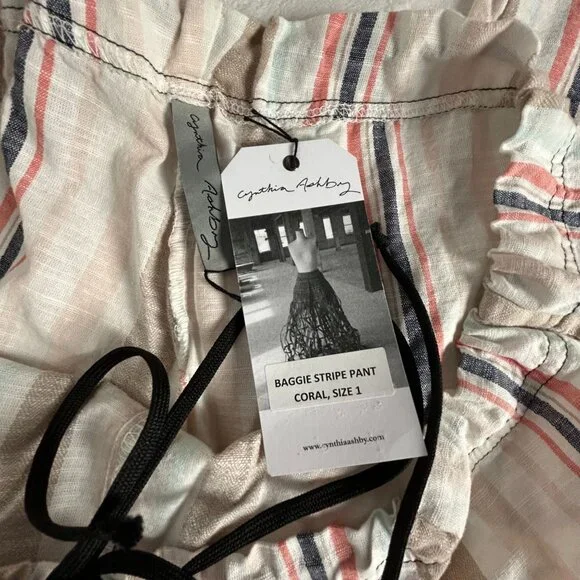 Cynthia Ashby
Cynthia Ashby
BAGGIE STRIPE PANT
CORAL, SIZE 1
www.cynthiaashby.com